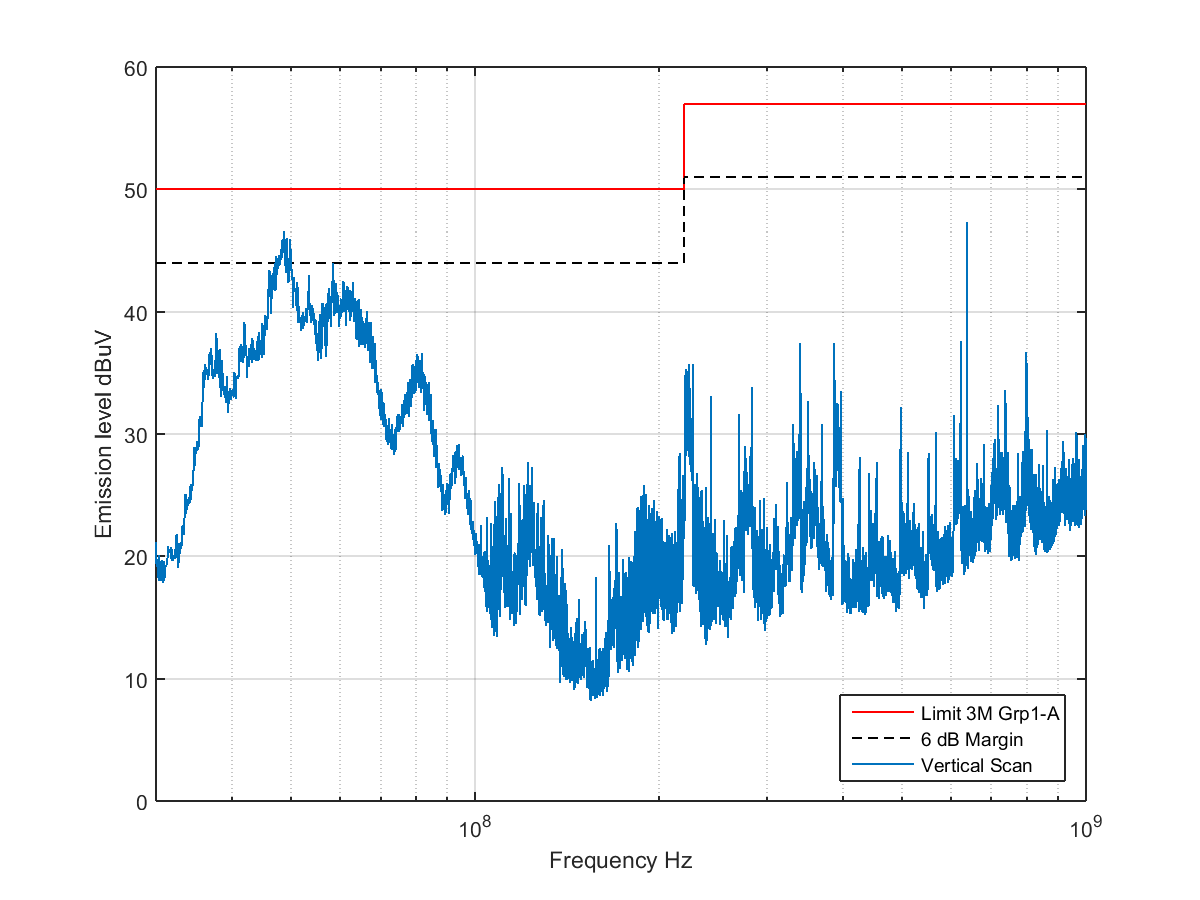 60
50
40
30
20
10
0
Emission level dBuV
10^8
10^9
Frequency Hz
Limit 3M Grp1-A
6 dB Margin
Vertical Scan